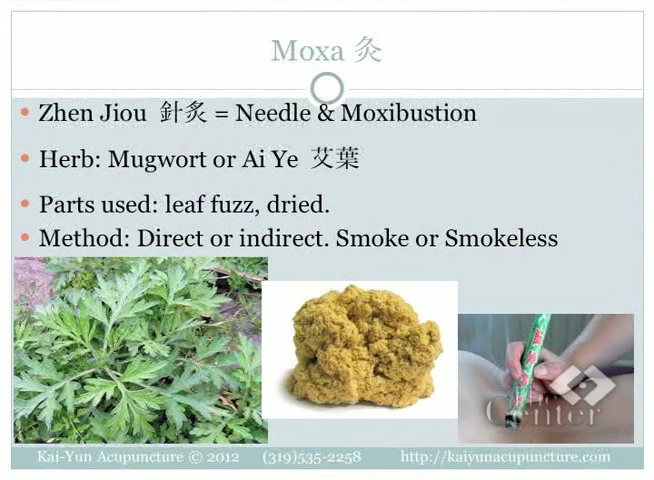 Moxa 灸
Zhen Jiou 針炙 = Needle & Moxibustion
Herb: Mugwort or Ai Ye 艾葉
Parts used: leaf fuzz, dried.
Method: Direct or indirect. Smoke or Smokeless
Center
Kai-Yun Acupuncture © 2012 (319)535-2258 http://kaiyunacupuncture.com